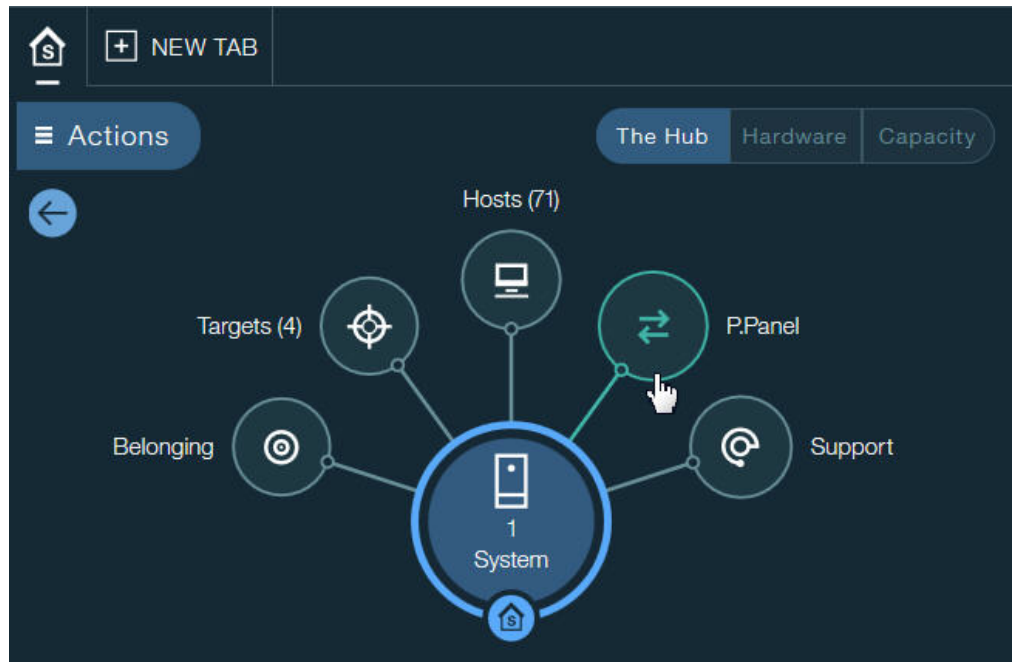 S
NEW TAB
Actions
The Hub Hardware Capacity
Hosts (71)
Targets (4)
P.Panel
Belonging
Support
1
System
S